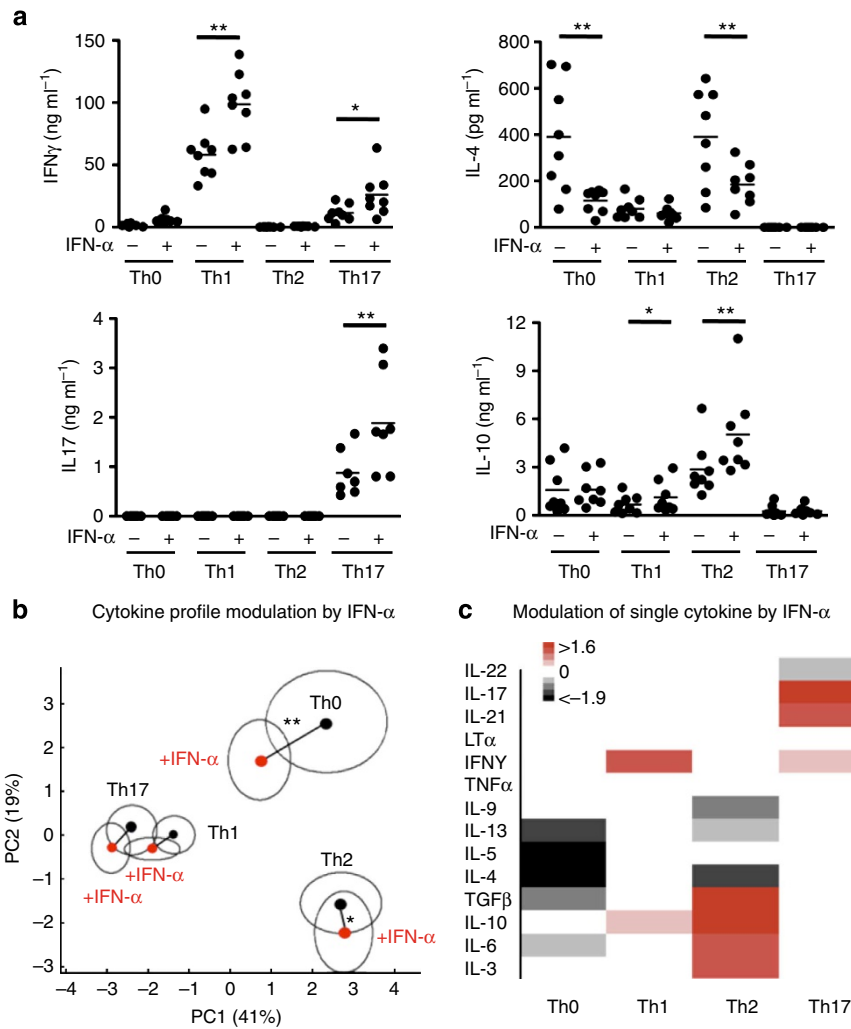 a
IFNγ (ng ml⁻¹)
150
100
50
0
**
*
IFN-α
– + – + – + – +
Th0 Th1 Th2 Th17
IL-4 (pg ml⁻¹)
800
600
400
200
0
** **
IFN-α
– + – + – + – +
Th0 Th1 Th2 Th17
IL17 (ng ml⁻¹)
4
3
2
1
0
**
IFN-α
– + – + – + – +
Th0 Th1 Th2 Th17
IL-10 (ng ml⁻¹)
12
9
6
3
0
* **
IFN-α
– + – + – + – +
Th0 Th1 Th2 Th17
b Cytokine profile modulation by IFN-α
PC2 (19%)
3
2
1
0
–1
–2
–3
Th0
**
+IFN-α
Th17
Th1
+IFN-α
+IFN-α
Th2
*
+IFN-α
–4 –3 –2 –1 0 1 2 3 4
PC1 (41%)
c Modulation of single cytokine by IFN-α
>1.6
0
<–1.9
IL-22
IL-17
IL-21
LTα
IFNY
TNFα
IL-9
IL-13
IL-5
IL-4
TGFβ
IL-10
IL-6
IL-3
Th0 Th1 Th2 Th17